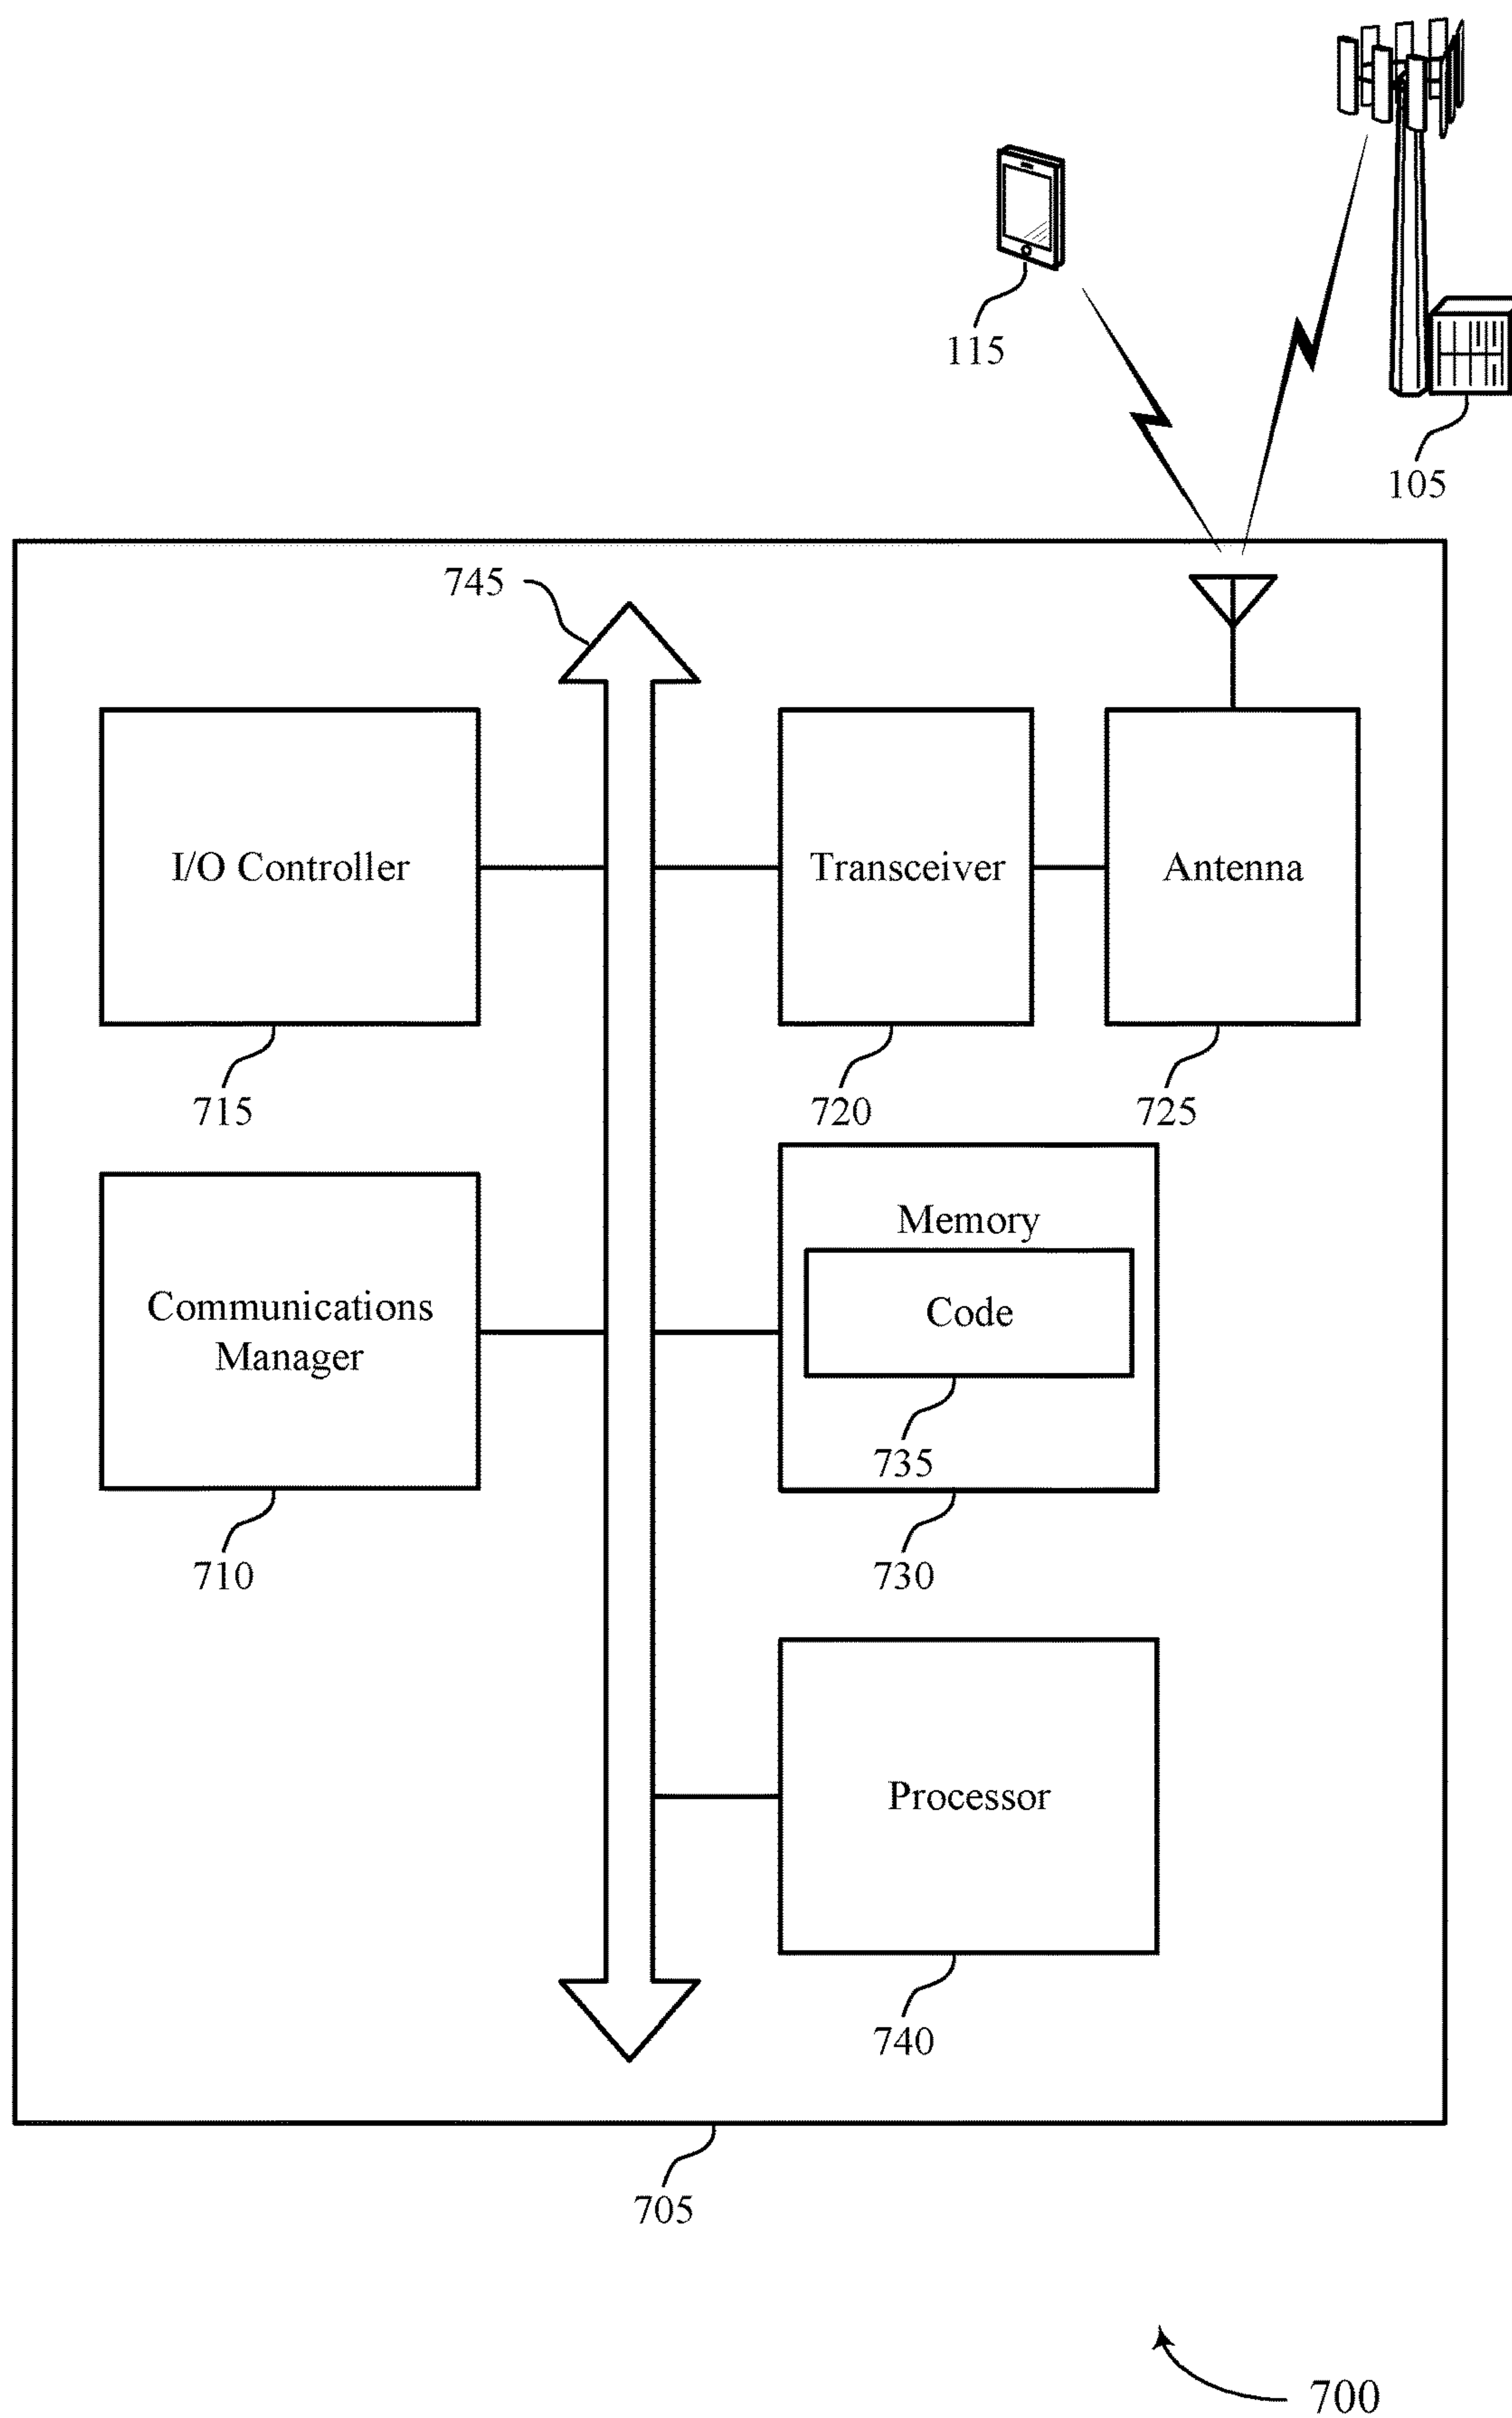 115
105
745
I/O Controller
Transceiver
Antenna
715
720
725
Memory
Communications
Manager
Code
735
710
730
Processor
740
705
700